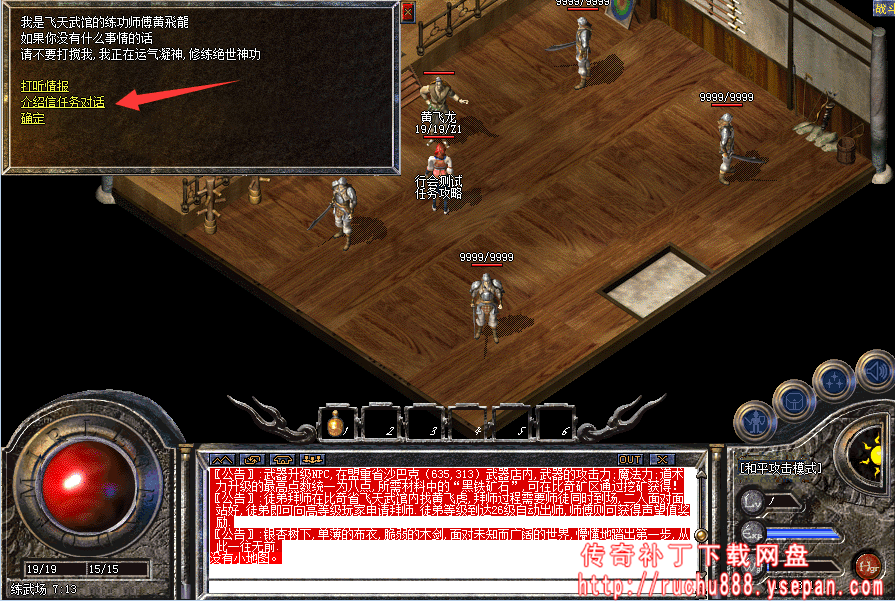 我是飞天武馆的练功师傅黄飛龍
如果你没有什么事情的话
请不要打搅我,我正在运气凝神,修练绝世神功
打听情报
介绍信任务对话
确定
战斗
9999/9999
9999/9999
黄飞龙
19/19/Z1
行会测试
任务攻略
9999/9999
1 2 3 4 5 6
OUT
〖公告〗:武器升级NPC,在盟重省沙巴克（635,313）武器店内,武器的攻击力,魔法力,道术
力升级的最高点数统一为八点,所需材料中的“黑铁矿石”可在比奇矿区通过挖矿获得!
〖公告〗:徒弟拜师在比奇省飞天武馆内找黄飞虎,拜师过程需要师徒同时到场,二人面对面
站好,徒弟即可向高等级玩家申请拜师,徒弟等级到达26级自动出师,师傅则可获得声望值奖
励.
〖公告〗:银杏树下,单薄的布衣,脆弱的木剑,面对未知而广阔的世界,懵懂地踏出第一步,从
此一往无前.
没有小地图。
[和平攻击模式]
Lv 1
Exp
19/19 15/15
练武场 7:13
传奇补丁下载网盘
http://ruchu888.ysepan.com